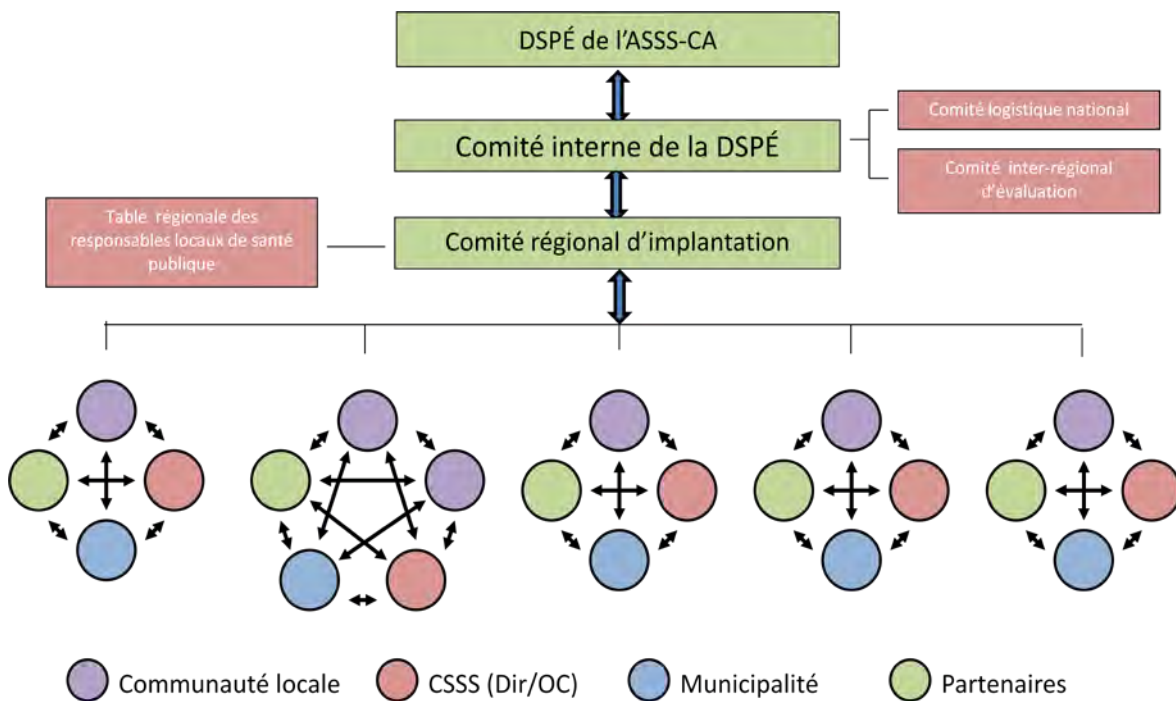 DSPÉ de l'ASSS-CA
Comité interne de la DSPÉ
Comité logistique national
Comité inter-régional
d'évaluation
Table régionale des
responsables locaux de santé
publique
Comité régional d'implantation
Communauté locale
CSSS (Dir/OC)
Municipalité
Partenaires